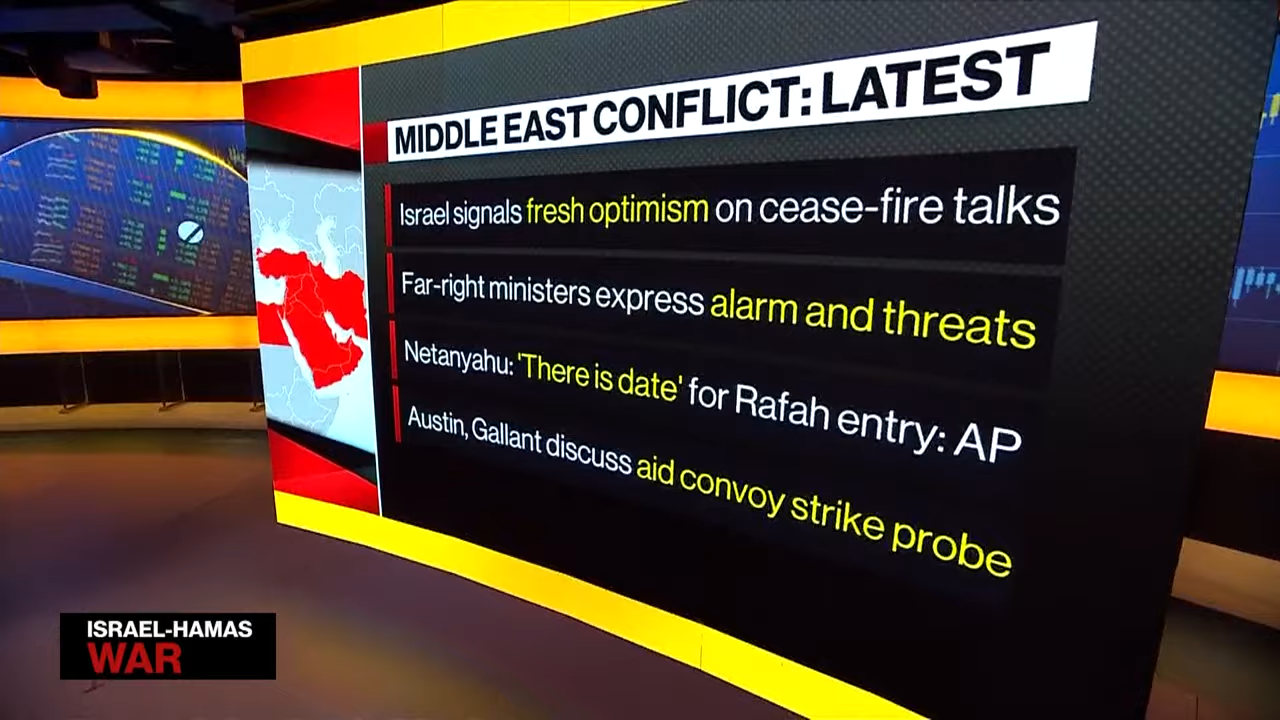 MIDDLE EAST CONFLICT: LATEST
Israel signals fresh optimism on cease-fire talks
Far-right ministers express alarm and threats
Netanyahu: 'There is date' for Rafah entry: AP
Austin, Gallant discuss aid convoy strike probe
ISRAEL-HAMAS
WAR